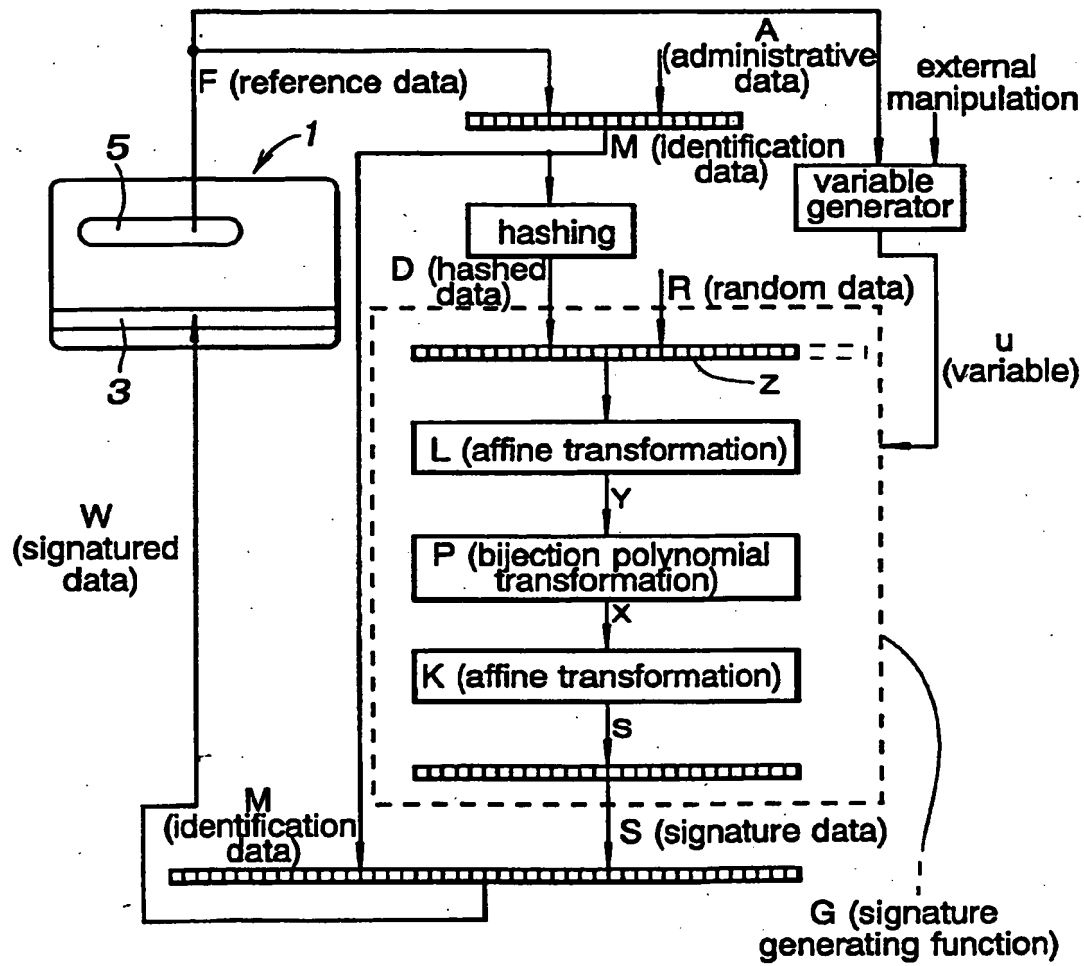 A
(administrative
data)
F (reference data)
external
manipulation
1
5
M (identification
data)
variable
generator
hashing
D (hashed
data)
R (random data)
u
(variable)
3
Z
L (affine transformation)
Y
W
(signatured
data)
P (bijection polynomial
transformation)
X
K (affine transformation)
S
M
(identification
data)
S (signature data)
G (signature
generating function)